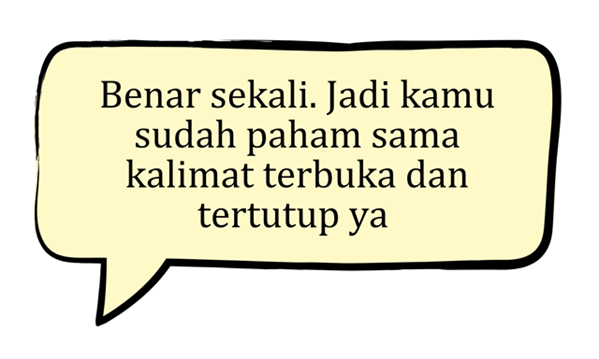 Benar sekali. Jadi kamu
sudah paham sama
kalimat terbuka dan
tertutup ya